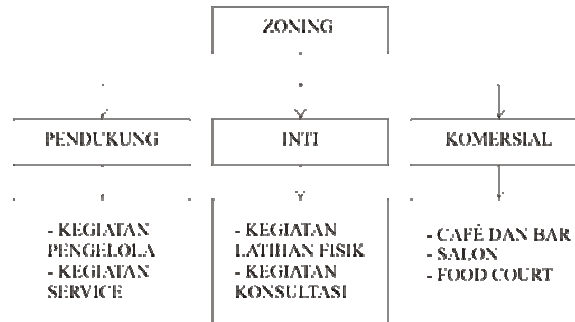 ZONING
PENDUKUNG
INTI
KOMERSIAL
- KEGIATAN
PENGELOLA
- KEGIATAN
SERVICE
- KEGIATAN
LATIHAN FISIK
- KEGIATAN
KONSULTASI
- CAFÉ DAN BAR
- SALON
- FOOD COURT